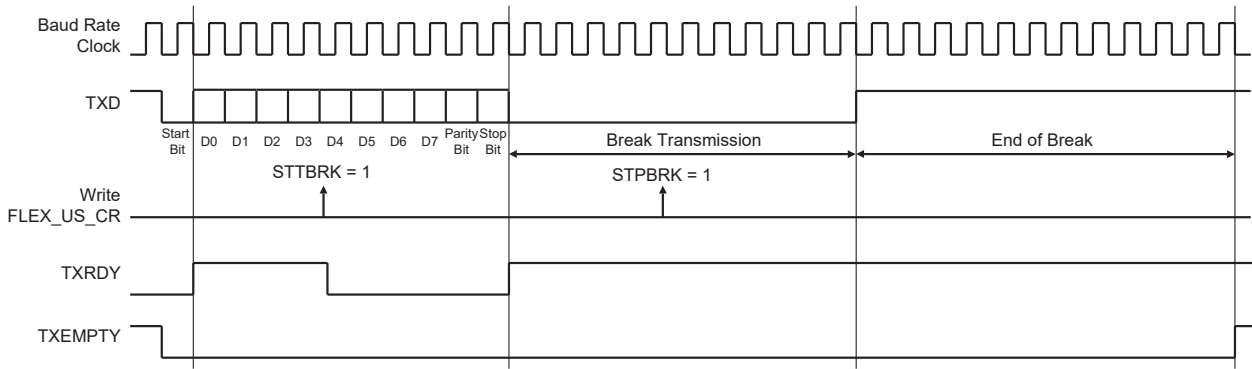 Baud Rate
Clock
TXD
Start
Bit
D0 D1 D2 D3 D4 D5 D6 D7
Parity
Bit
Stop
Bit
Break Transmission
End of Break
STTBRK = 1
STPBRK = 1
Write
FLEX_US_CR
TXRDY
TXEMPTY